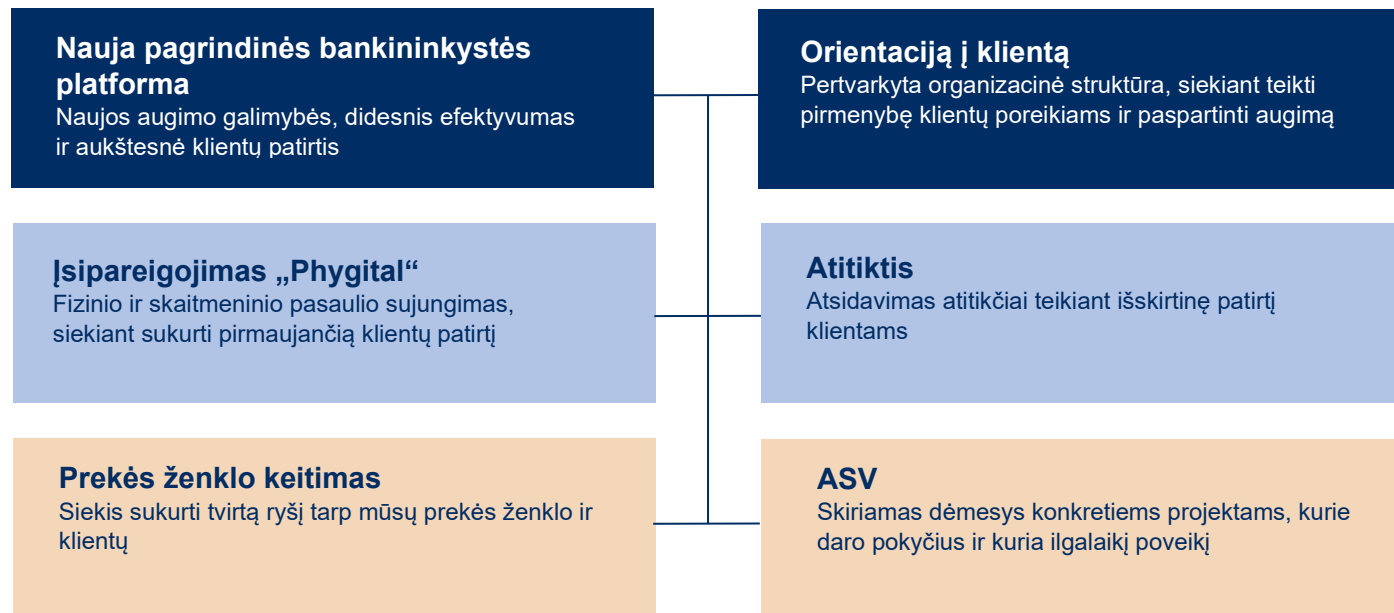 Nauja pagrindinės bankininkystės
platforma
Naujos augimo galimybės, didesnis efektyvumas
ir aukštesnė klientų patirtis
Orientaciją į klientą
Pertvarkyta organizacinė struktūra, siekiant teikti
pirmenybę klientų poreikiams ir paspartinti augimą
Įsipareigojimas „Phygital“
Fizinio ir skaitmeninio pasaulio sujungimas,
siekiant sukurti pirmaujančią klientų patirtį
Atitiktis
Atsidavimas atitikčiai teikiant išskirtinę patirtį
klientams
Prekės ženklo keitimas
Siekis sukurti tvirtą ryšį tarp mūsų prekės ženklo ir
klientų
ASV
Skiriamas dėmesys konkretiems projektams, kurie
daro pokyčius ir kuria ilgalaikį poveikį